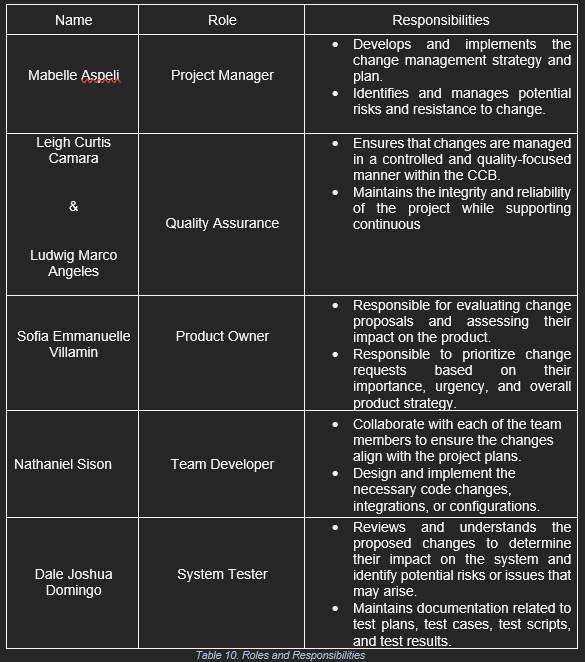 Name Role Responsibilities
Mabelle Aspeli
Project Manager
• Develops and implements the
change management strategy and
plan.
• Identifies and manages potential
risks and resistance to change.
Leigh Curtis
Camara
&
Ludwig Marco
Angeles
Quality Assurance
• Ensures that changes are managed
in a controlled and quality-focused
manner within the CCB.
• Maintains the integrity and reliability
of the project while supporting
continuous
Sofia Emmanuelle
Villamin
Product Owner
• Responsible for evaluating change
proposals and assessing their
impact on the product.
• Responsible to prioritize change
requests based on their
importance, urgency, and overall
product strategy.
Nathaniel Sison
Team Developer
• Collaborate with each of the team
members to ensure the changes
align with the project plans.
• Design and implement the
necessary code changes,
integrations, or configurations.
Dale Joshua
Domingo
System Tester
• Reviews and understands the
proposed changes to determine
their impact on the system and
identify potential risks or issues that
may arise.
• Maintains documentation related to
test plans, test cases, test scripts,
and test results.
Table 10. Roles and Responsibilities